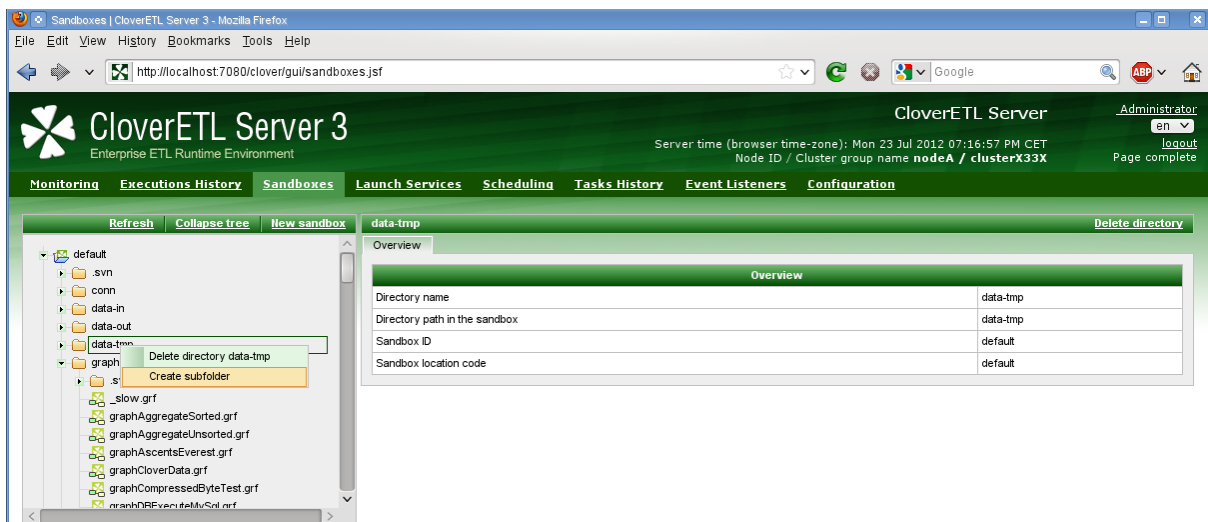 Sandboxes | CloverETL Server 3 - Mozilla Firefox
File Edit View History Bookmarks Tools Help
http://localhost:7080/clover/gui/sandboxes.jsf
Google
ABP
CloverETL Server 3
Enterprise ETL Runtime Environment
CloverETL Server
Server time (browser time-zone): Mon 23 Jul 2012 07:16:57 PM CET
Node ID / Cluster group name nodeA / clusterX33X
Administrator
en
logout
Page complete
Monitoring Executions History Sandboxes Launch Services Scheduling Tasks History Event Listeners Configuration
Refresh Collapse tree New sandbox
data-tmp
Delete directory
Overview
default
.svn
conn
data-in
data-out
data-tmp
Delete directory data-tmp
graph
Create subfolder
_slow.grf
graphAggregateSorted.grf
graphAggregateUnsorted.grf
graphAscentsEverest.grf
graphCloverData.grf
graphCompressedByteTest.grf
graphDBExecuteMySql.grf
Overview
Directory name data-tmp
Directory path in the sandbox data-tmp
Sandbox ID default
Sandbox location code default